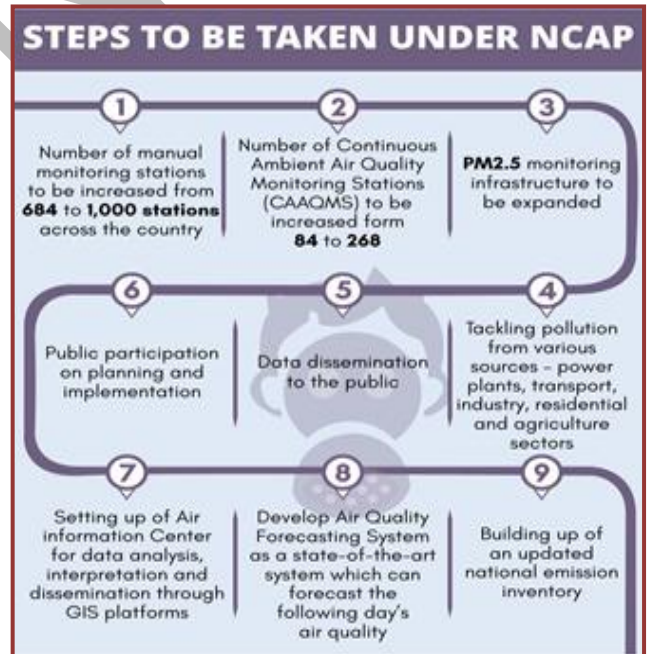 STEPS TO BE TAKEN UNDER NCAP
1
Number of manual
monitoring stations
to be increased from
684 to 1,000 stations
across the country
2
Number of Continuous
Ambient Air Quality
Monitoring Stations
(CAAQMS) to be
increased form
84 to 268
3
PM2.5 monitoring
infrastructure to
be expanded
4
Tackling pollution
from various
sources - power
plants, transport,
industry, residential
and agriculture
sectors
5
Data dissemination
to the public
6
Public participation
on planning and
implementation
7
Setting up of Air
information Center
for data analysis,
interpretation and
dissemination through
GIS platforms
8
Develop Air Quality
Forecasting System
as a state-of-the-art
system which can
forecast the
following day's
air quality
9
Building up of
an updated
national emission
inventory